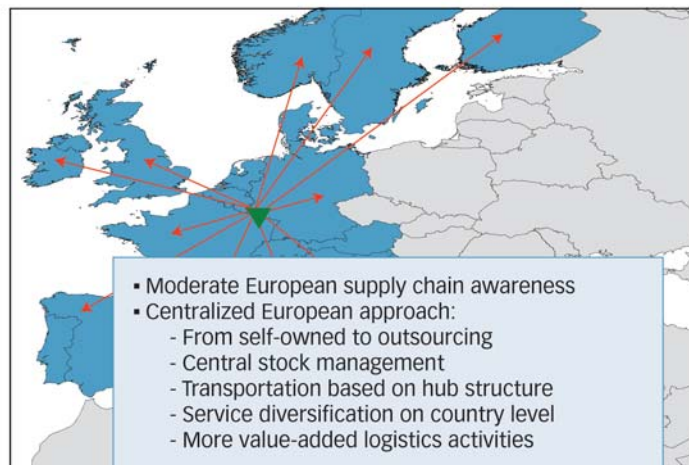 ▪ Moderate European supply chain awareness
▪ Centralized European approach:
- From self-owned to outsourcing
- Central stock management
- Transportation based on hub structure
- Service diversification on country level
- More value-added logistics activities